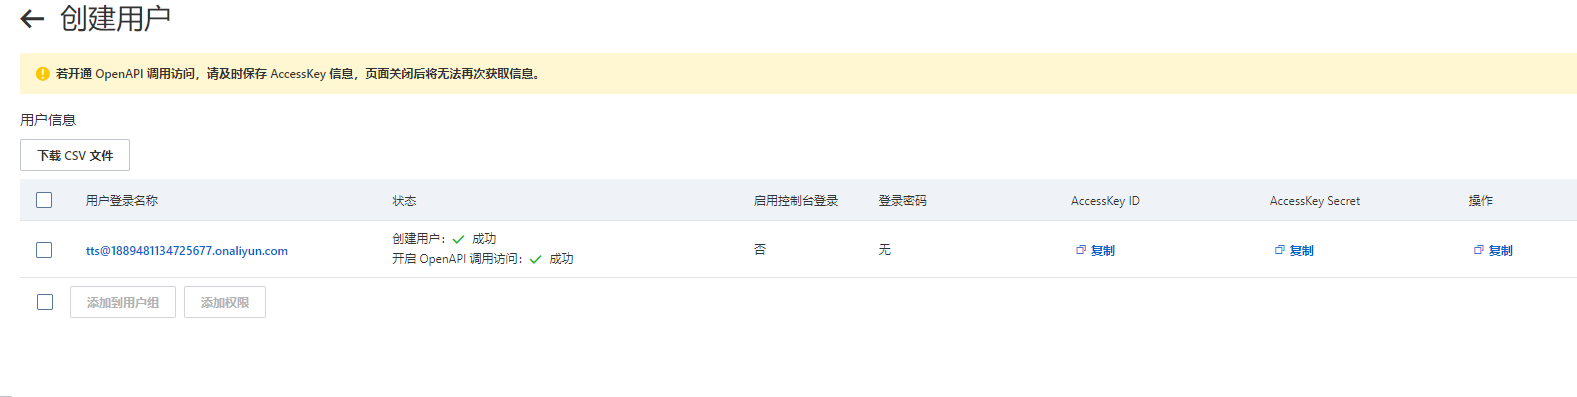 创建用户
若开通 OpenAPI 调用访问，请及时保存 AccessKey 信息，页面关闭后将无法再次获取信息。
用户信息
下载 CSV 文件
用户登录名称 状态 启用控制台登录 登录密码 AccessKey ID AccessKey Secret 操作
tts@1889481134725677.onaliyun.com 创建用户： 成功 否 无 复制 复制 复制
开启 OpenAPI 调用访问： 成功
添加到用户组 添加权限